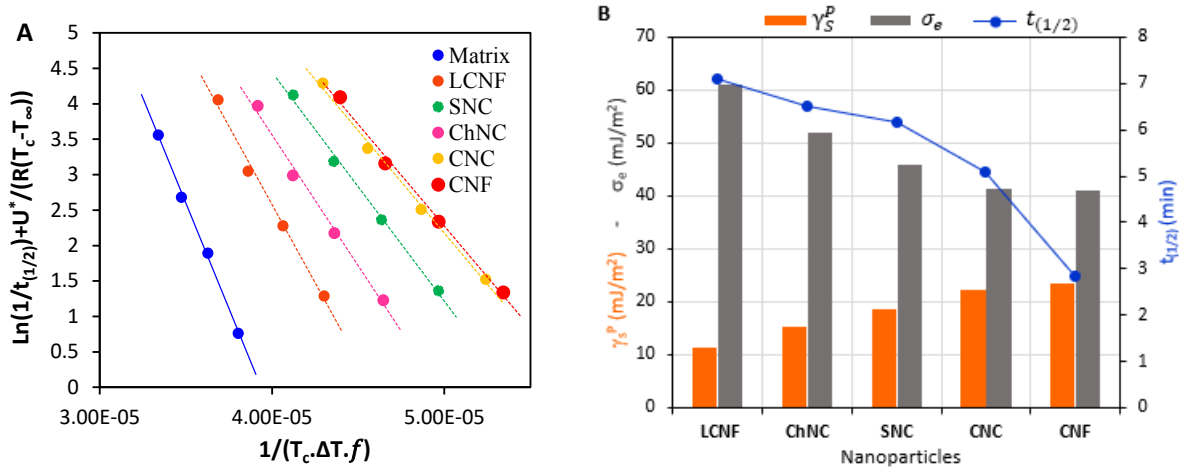 A
Ln(1/t(1/2))+U*/(R(Tc-T∞))
5
4.5
4
3.5
3
2.5
2
1.5
1
0.5
0
3.00E-05
4.00E-05
5.00E-05
1/(Tc.ΔT.f)
Matrix
LCNF
SNC
ChNC
CNC
CNF
B
γS^P
σe
t(1/2)
γs^P (mJ/m²) - σe (mJ/m²)
70
60
50
40
30
20
10
0
8
7
6
5
4
3
2
1
0
t(1/2) (min)
LCNF
ChNC
SNC
CNC
CNF
Nanoparticles